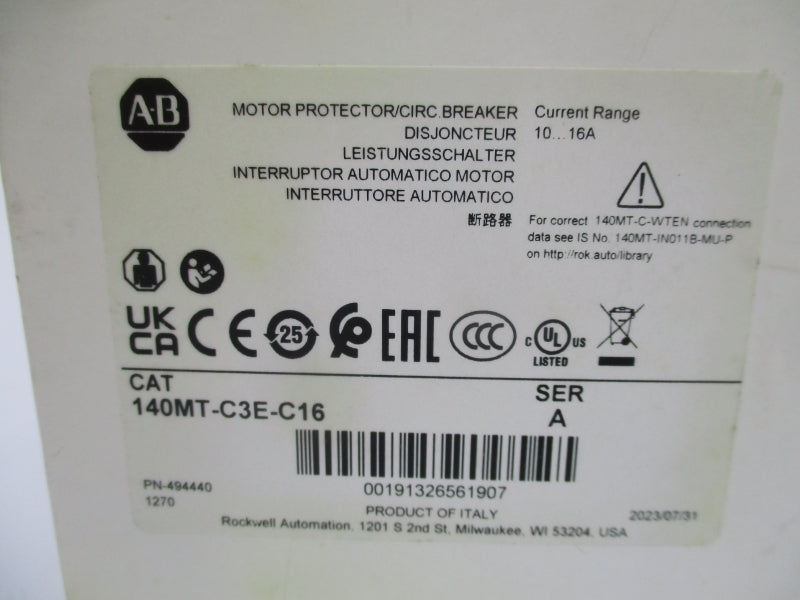 A-B
MOTOR PROTECTOR/CIRC.BREAKER
DISJONCTEUR
LEISTUNGSSCHALTER
INTERRUPTOR AUTOMATICO MOTOR
INTERRUTTORE AUTOMATICO
断路器
Current Range
10...16A
For correct 140MT-C-WTEN connection
data see IS No. 140MT-IN011B-MU-P
on http://rok.auto/library
UK
CA
CE
25
EAC
CCC
C UL US
LISTED
CAT
140MT-C3E-C16
SER
A
00191326561907
PN-494440
1270
PRODUCT OF ITALY
2023/07/31
Rockwell Automation, 1201 S 2nd St, Milwaukee, WI 53204, USA